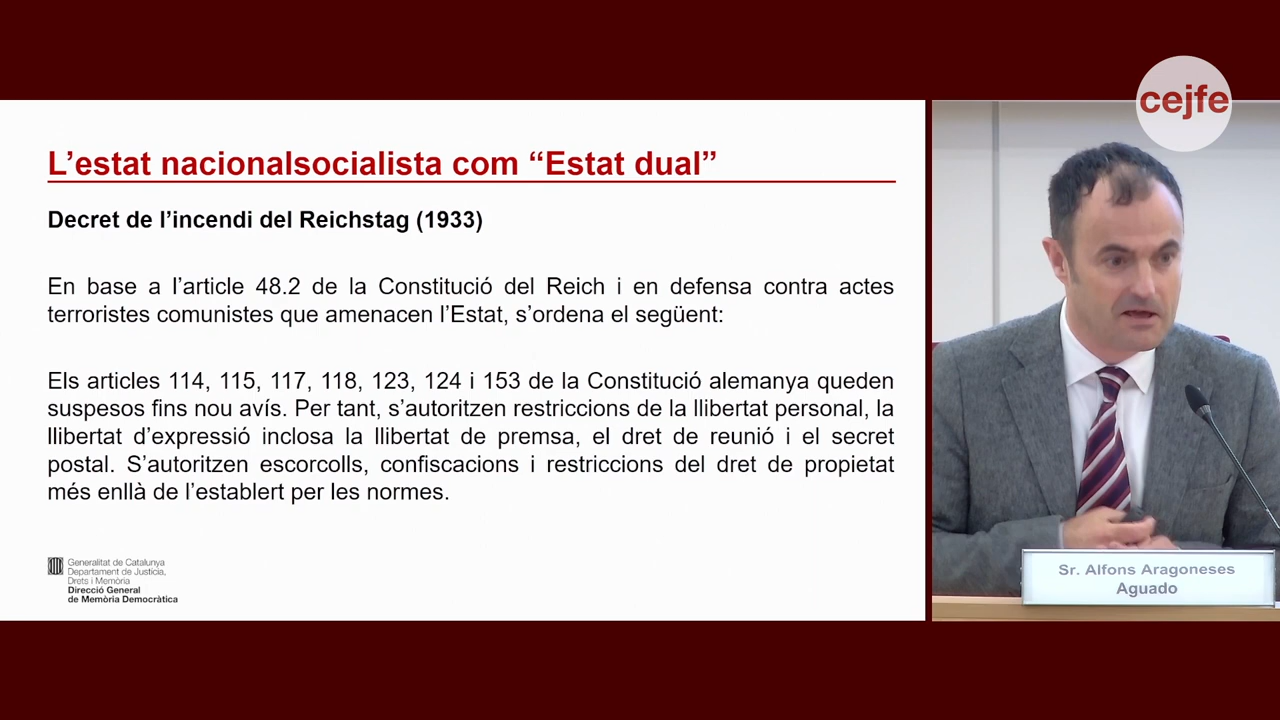 cejfe
L’estat nacionalsocialista com “Estat dual”
Decret de l’incendi del Reichstag (1933)
En base a l’article 48.2 de la Constitució del Reich i en defensa contra actes
terroristes comunistes que amenacen l’Estat, s’ordena el següent:
Els articles 114, 115, 117, 118, 123, 124 i 153 de la Constitució alemanya queden
suspesos fins nou avís. Per tant, s’autoritzen restriccions de la llibertat personal, la
llibertat d’expressió inclosa la llibertat de premsa, el dret de reunió i el secret
postal. S’autoritzen escorcolls, confiscacions i restriccions del dret de propietat
més enllà de l’establert per les normes.
Generalitat de Catalunya
Departament de Justícia,
Drets i Memòria
Direcció General
de Memòria Democràtica
Sr. Alfons Aragoneses
Aguado